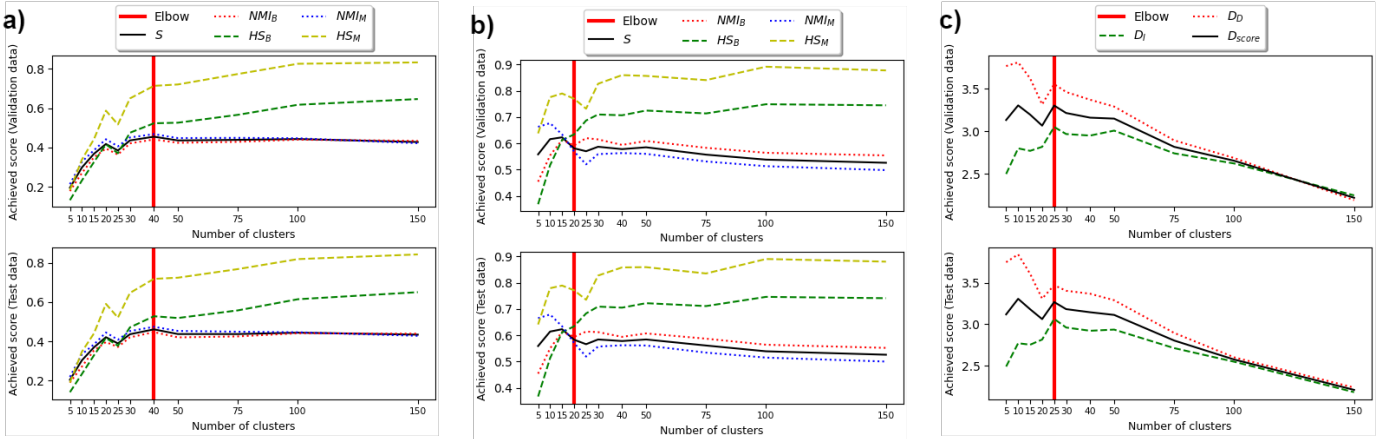 a)
Elbow
S
NMI_B
HS_B
NMI_M
HS_M
Achieved score (Validation data)
0.8
0.6
0.4
0.2
5 10 15 20 25 30 40 50 75 100 150
Number of clusters
Achieved score (Test data)
0.8
0.6
0.4
0.2
5 10 15 20 25 30 40 50 75 100 150
Number of clusters
b)
Elbow
S
NMI_B
HS_B
NMI_M
HS_M
Achieved score (Validation data)
0.9
0.8
0.7
0.6
0.5
0.4
5 10 15 20 25 30 40 50 75 100 150
Number of clusters
Achieved score (Test data)
0.9
0.8
0.7
0.6
0.5
0.4
5 10 15 20 25 30 40 50 75 100 150
Number of clusters
c)
Elbow
D_I
D_D
D_score
Achieved score (Validation data)
3.5
3.0
2.5
5 10 15 20 25 30 40 50 75 100 150
Number of clusters
Achieved score (Test data)
3.5
3.0
2.5
5 10 15 20 25 30 40 50 75 100 150
Number of clusters